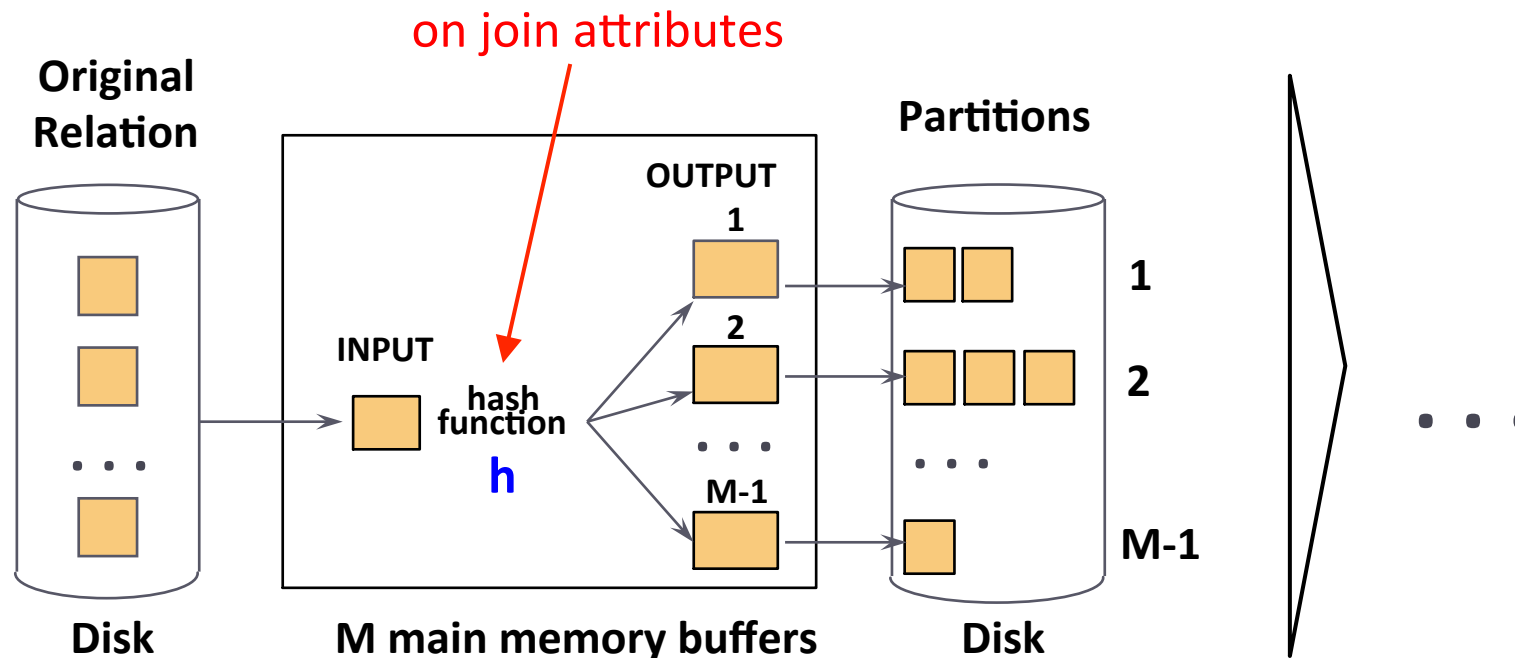 on join attributes
Original
Relation
Partitions
OUTPUT
1
1
INPUT
2
2
hash
function
h
. . .
. . .
. . .
. . .
M-1
M-1
Disk
M main memory buffers
Disk